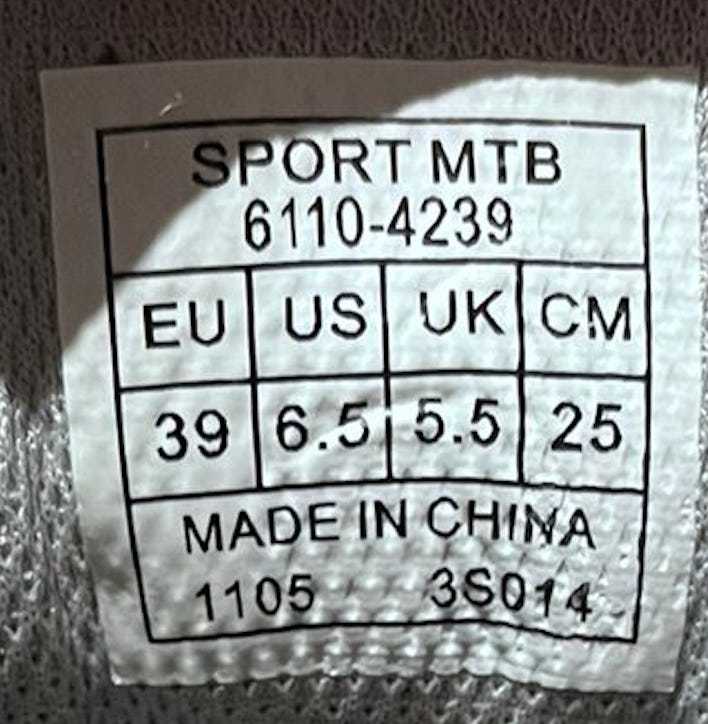 SPORT MTB
6110-4239
EU US UK CM
39 6.5 5.5 25
MADE IN CHINA
1105 3S014